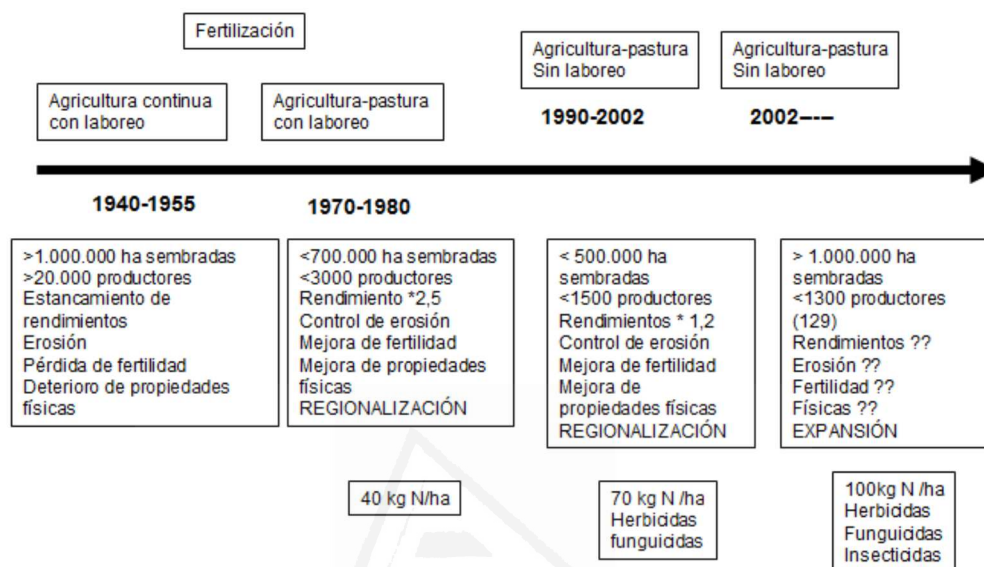 Fertilización
Agricultura continua
con laboreo
Agricultura-pastura
con laboreo
Agricultura-pastura
Sin laboreo
Agricultura-pastura
Sin laboreo
1990-2002
2002----
1940-1955
1970-1980
>1.000.000 ha sembradas
>20.000 productores
Estancamiento de
rendimientos
Erosión
Pérdida de fertilidad
Deterioro de propiedades
físicas
<700.000 ha sembradas
<3000 productores
Rendimiento *2,5
Control de erosión
Mejora de fertilidad
Mejora de propiedades
físicas
REGIONALIZACIÓN
< 500.000 ha
sembradas
<1500 productores
Rendimientos * 1,2
Control de erosión
Mejora de fertilidad
Mejora de
propiedades físicas
REGIONALIZACIÓN
> 1.000.000 ha
sembradas
<1300 productores
(129)
Rendimientos ??
Erosión ??
Fertilidad ??
Físicas ??
EXPANSIÓN
40 kg N/ha
70 kg N /ha
Herbicidas
funguicidas
100kg N /ha
Herbicidas
Funguicidas
Insecticidas